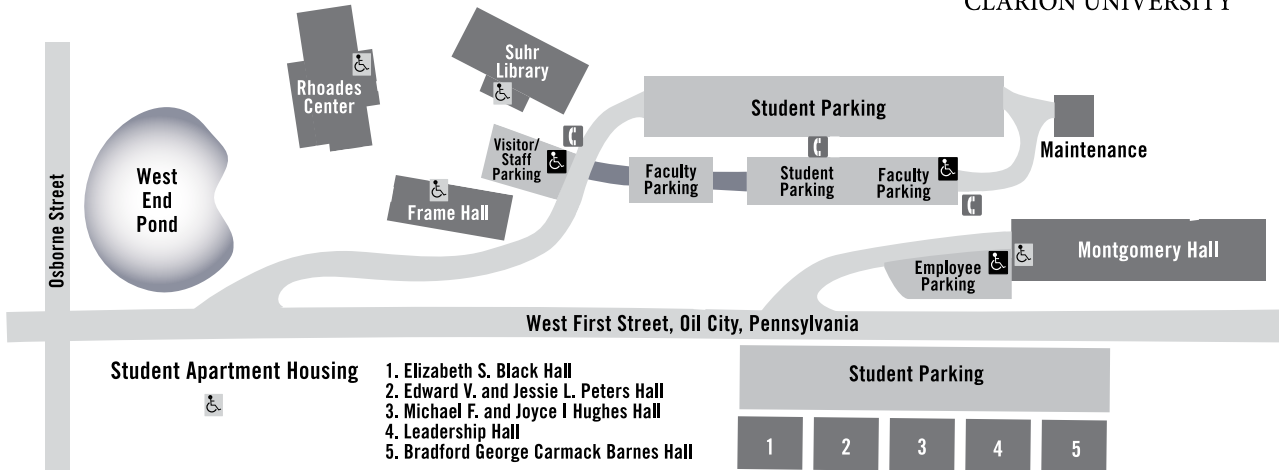 CLARION UNIVERSITY
Suhr
Library
Rhoades
Center
Student Parking
Maintenance
Visitor/
Staff
Parking
Faculty
Parking
Student
Parking
Faculty
Parking
West
End
Pond
Osborne Street
Frame Hall
Montgomery Hall
Employee
Parking
West First Street, Oil City, Pennsylvania
Student Apartment Housing
1. Elizabeth S. Black Hall
2. Edward V. and Jessie L. Peters Hall
3. Michael F. and Joyce I Hughes Hall
4. Leadership Hall
5. Bradford George Carmack Barnes Hall
Student Parking
1 2 3 4 5